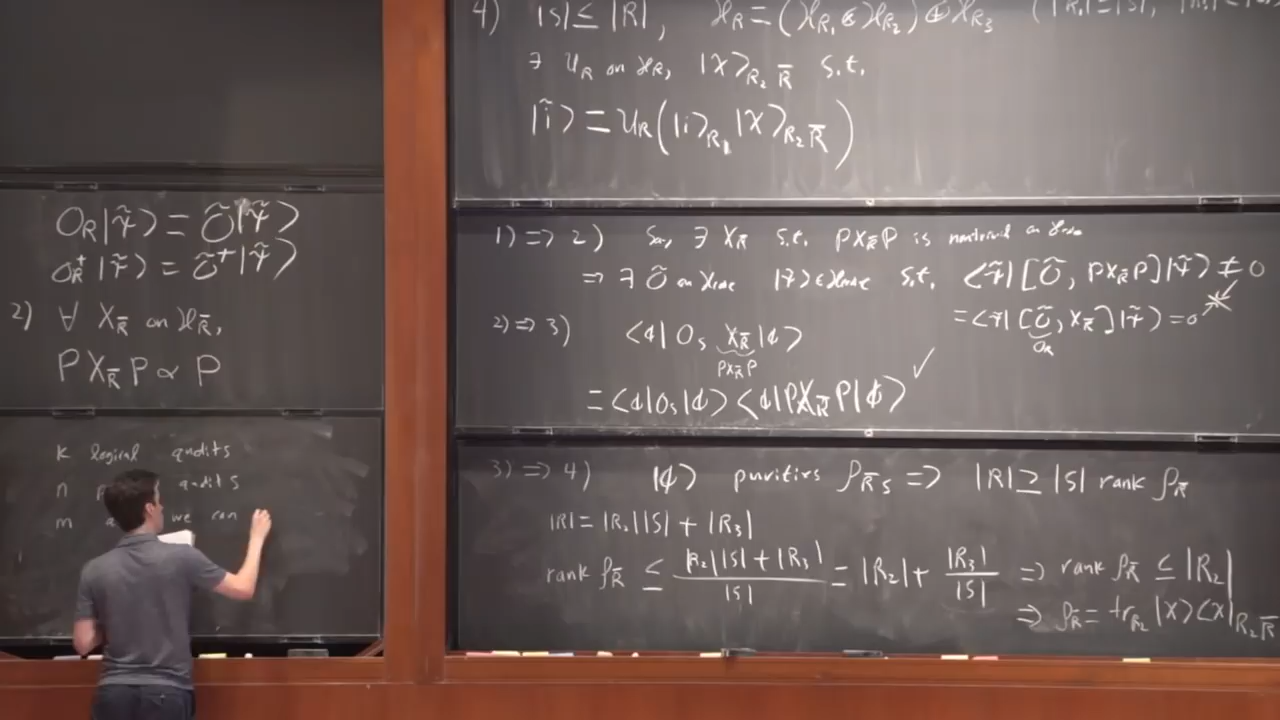 O_R|ψ̃⟩ = Õ|ψ̃⟩
O_R^†|ψ̃⟩ = Õ^†|ψ̃⟩
2) ∀ X_R̄ on ℋ_R̄,
P X_R̄ P ∝ P
k logical qudits
n qudits
m we can
4) |S| ≤ |R|, ℋ_R = (ℋ_R₁ ⊗ ℋ_R₂) ⊕ ℋ_R₃
∃ U_R on ℋ_R, |χ⟩_R₂R̄ s.t.
|ĩ⟩ = U_R(|i⟩_R₁ |χ⟩_R₂R̄)
1) ⇒ 2) Say ∃ X_R̄ s.t. P X_R̄ P is nontrivial on ℋ_code
⇒ ∃ Õ on ℋ_code |ψ̃⟩ ∈ ℋ_code s.t. ⟨ψ̃|[Õ, P X_R̄ P]|ψ̃⟩ ≠ 0
= ⟨ψ̃|[Õ, X_R̄]|ψ̃⟩ = 0
O_R
2) ⇒ 3) ⟨ϕ| O_S X_R̄ |ϕ⟩
P X_R̄ P
= ⟨ϕ|O_S|ϕ⟩⟨ϕ|P X_R̄ P|ϕ⟩ ✓
3) ⇒ 4) |ϕ⟩ purifies ρ_R̄S ⇒ |R| ≥ |S| rank ρ_R̄
|R| = |R₂||S| + |R₃|
rank ρ_R̄ ≤ (|R₂||S| + |R₃|)/|S| = |R₂| + |R₃|/|S| ⇒ rank ρ_R̄ ≤ |R₂|
⇒ ρ_R̄ = tr_R₂ |χ⟩⟨χ|_R₂R̄